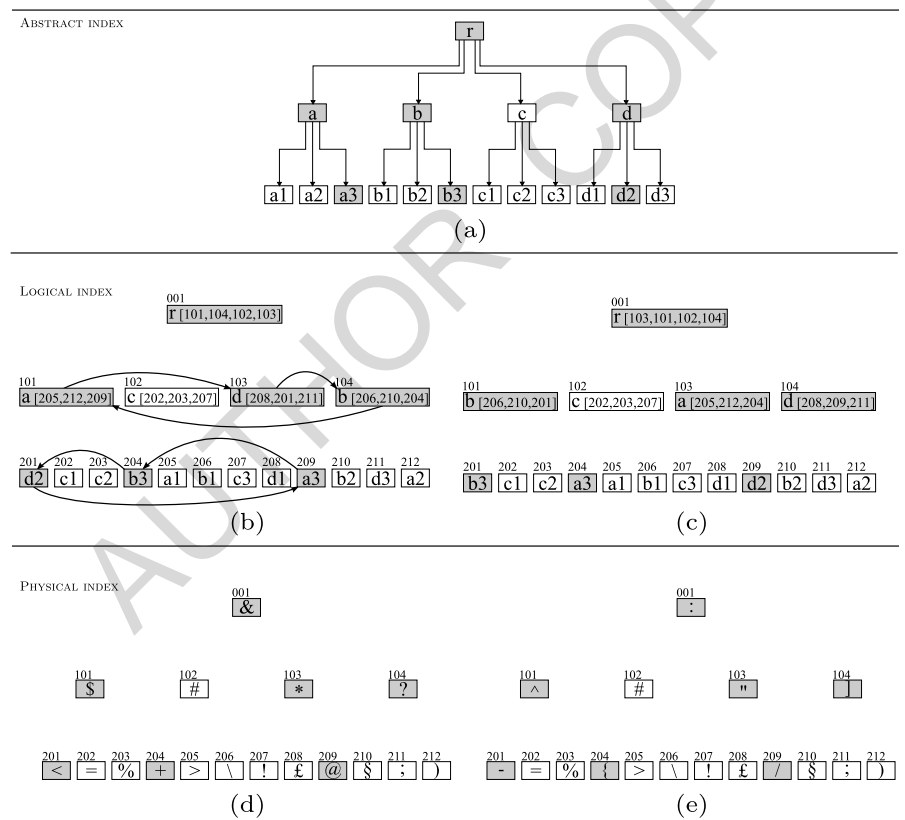 ABSTRACT INDEX
r
a b c d
a1 a2 a3 b1 b2 b3 c1 c2 c3 d1 d2 d3
(a)
LOGICAL INDEX
001 001
r [101,104,102,103] r [103,101,102,104]
101 102 103 104 101 102 103 104
a [205,212,209] c [202,203,207] d [208,201,211] b [206,210,204] b [206,210,201] c [202,203,207] a [205,212,204] d [208,209,211]
201 202 203 204 205 206 207 208 209 210 211 212 201 202 203 204 205 206 207 208 209 210 211 212
d2 c1 c2 b3 a1 b1 c3 d1 a3 b2 d3 a2 b3 c1 c2 a3 a1 b1 c3 d1 d2 b2 d3 a2
(b) (c)
PHYSICAL INDEX
001 001
& :
101 102 103 104 101 102 103 104
$ # * ? ^ # " ]
201 202 203 204 205 206 207 208 209 210 211 212 201 202 203 204 205 206 207 208 209 210 211 212
< = % + > \ ! £ @ § ; ) - = % { > \ ! £ / § ; )
(d) (e)
AUTHOR COP